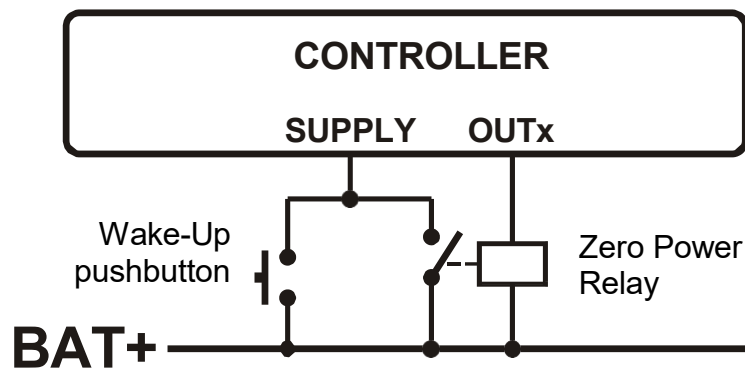 CONTROLLER
SUPPLY OUTx
Wake-Up
pushbutton
Zero Power
Relay
BAT+